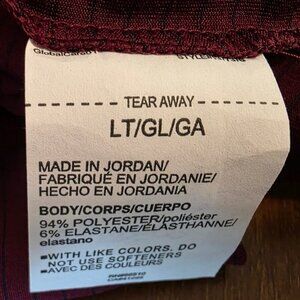 TEAR AWAY
LT/GL/GA
MADE IN JORDAN/
FABRIQUÉ EN JORDANIE/
HECHO EN JORDANIA
BODY/CORPS/CUERPO
94% POLYESTER/poliéster
6% ELASTANE/ÉLASTHANNE/
elastano
■WITH LIKE COLORS. DO
NOT USE SOFTENERS
■AVEC DES COULEURS